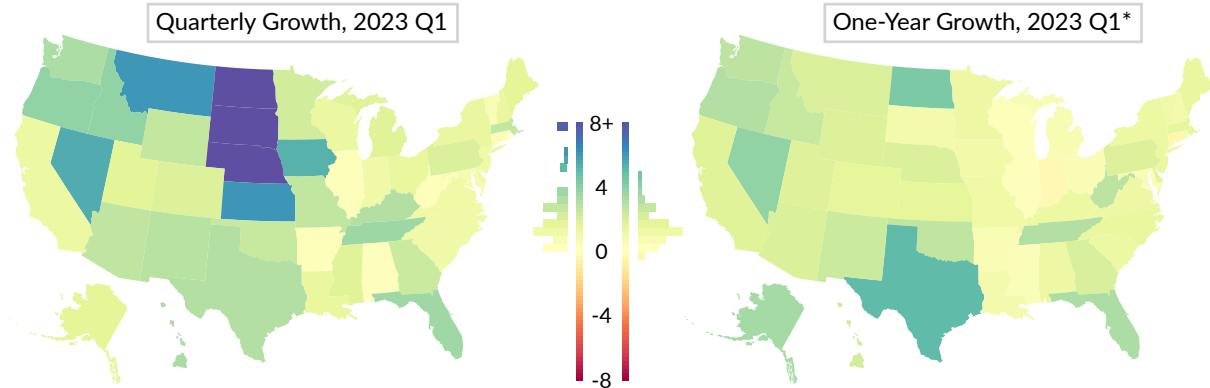 Quarterly Growth, 2023 Q1
One-Year Growth, 2023 Q1*
8+
4
0
-4
-8